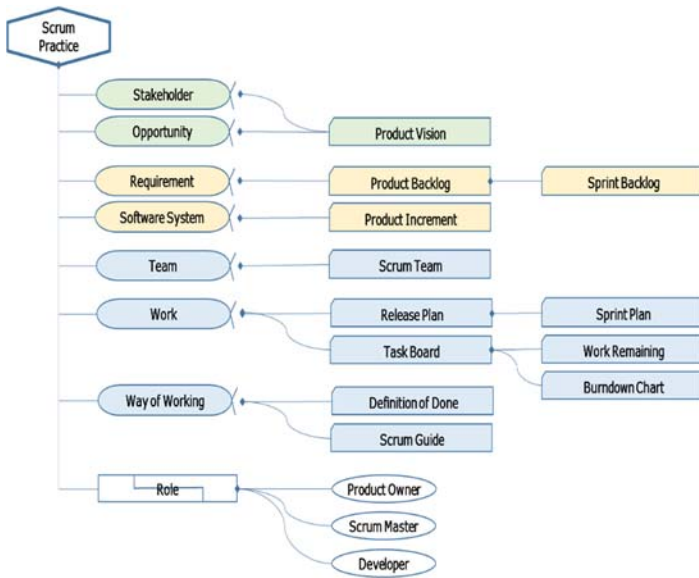 Scrum
Practice
Stakeholder
Opportunity
Product Vision
Requirement
Product Backlog
Sprint Backlog
Software System
Product Increment
Team
Scrum Team
Work
Release Plan
Sprint Plan
Task Board
Work Remaining
Burndown Chart
Way of Working
Definition of Done
Scrum Guide
Role
Product Owner
Scrum Master
Developer